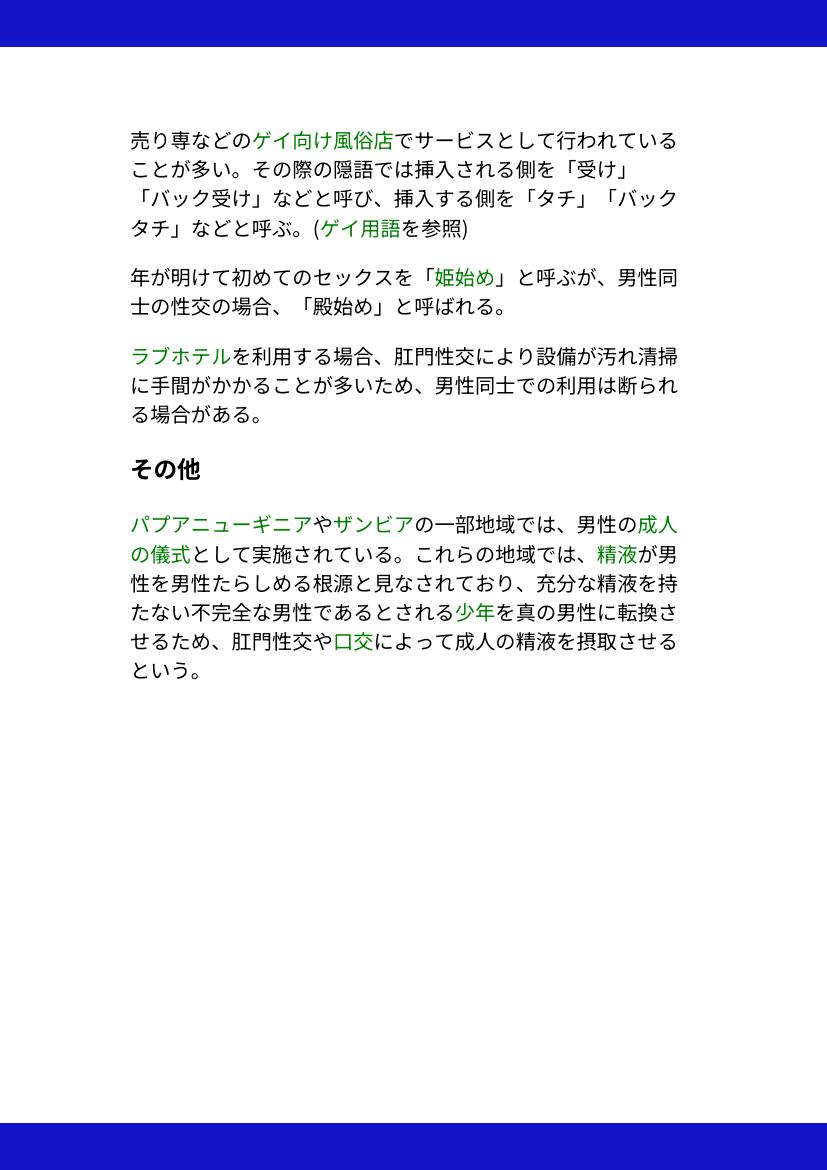 売り専などのゲイ向け風俗店でサービスとして行われている
ことが多い。その際の隠語では挿入される側を「受け」
「バック受け」などと呼び、挿入する側を「タチ」「バック
タチ」などと呼ぶ。(ゲイ用語を参照)
年が明けて初めてのセックスを「姫始め」と呼ぶが、男性同
士の性交の場合、「殿始め」と呼ばれる。
ラブホテルを利用する場合、肛門性交により設備が汚れ清掃
に手間がかかることが多いため、男性同士での利用は断られ
る場合がある。
その他
パプアニューギニアやザンビアの一部地域では、男性の成人
の儀式として実施されている。これらの地域では、精液が男
性を男性たらしめる根源と見なされており、充分な精液を持
たない不完全な男性であるとされる少年を真の男性に転換さ
せるため、肛門性交や口交によって成人の精液を摂取させる
という。